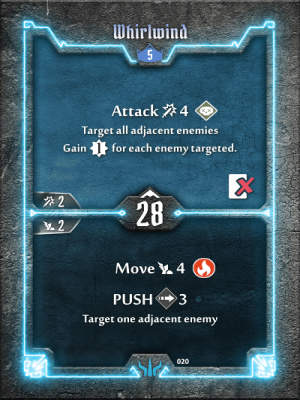 Whirlwind
5
Attack 4
Target all adjacent enemies
Gain 1 for each enemy targeted.
2
28
2
Move 4
PUSH 3
Target one adjacent enemy
020